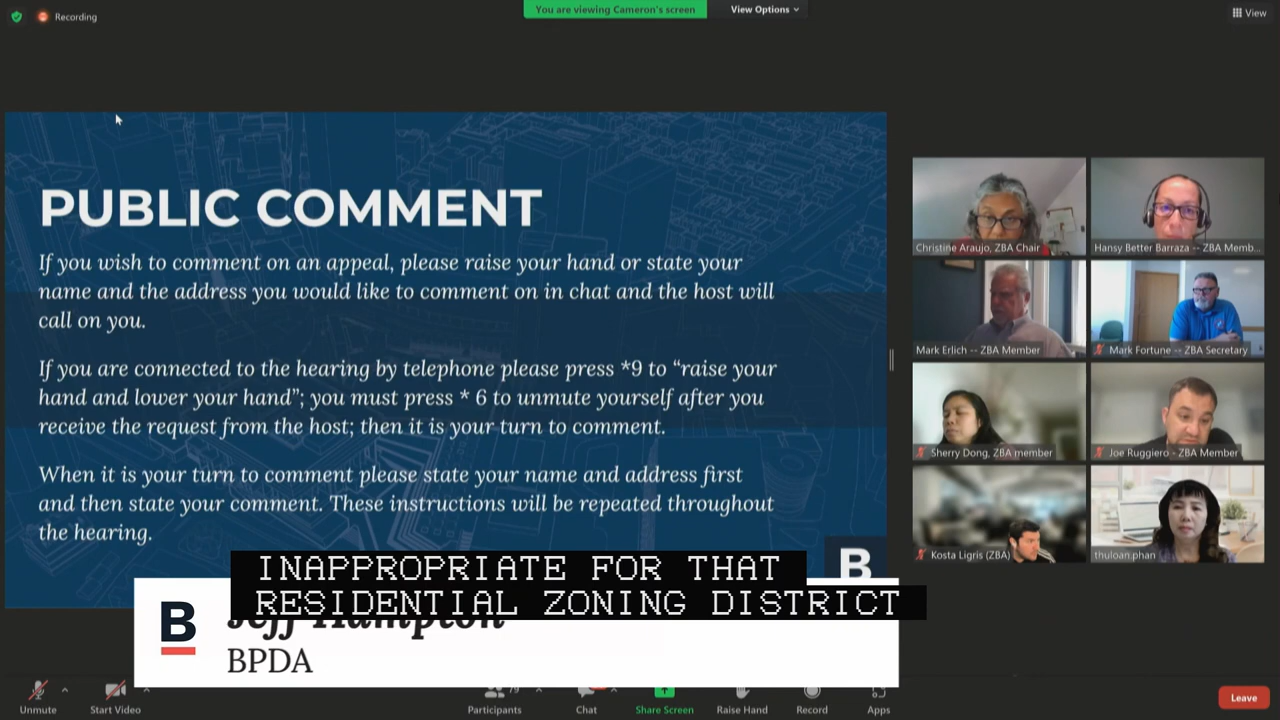 Recording
You are viewing Cameron's screen
View Options
View
PUBLIC COMMENT
If you wish to comment on an appeal, please raise your hand or state your
name and the address you would like to comment on in chat and the host will
call on you.
If you are connected to the hearing by telephone please press *9 to “raise your
hand and lower your hand”; you must press * 6 to unmute yourself after you
receive the request from the host; then it is your turn to comment.
When it is your turn to comment please state your name and address first
and then state your comment. These instructions will be repeated throughout
the hearing.
B
Christine Araujo, ZBA Chair
Hansy Better Barraza -- ZBA Memb...
Mark Erlich -- ZBA Member
Mark Fortune -- ZBA Secretary
Sherry Dong, ZBA member
Joe Ruggiero - ZBA Member
Kosta Ligris (ZBA)
thuloan.phan
INAPPROPRIATE FOR THAT
RESIDENTIAL ZONING DISTRICT
B
Jeff Hampton
BPDA
Unmute
Start Video
79
Participants
Chat
Share Screen
Raise Hand
Record
Apps
Leave